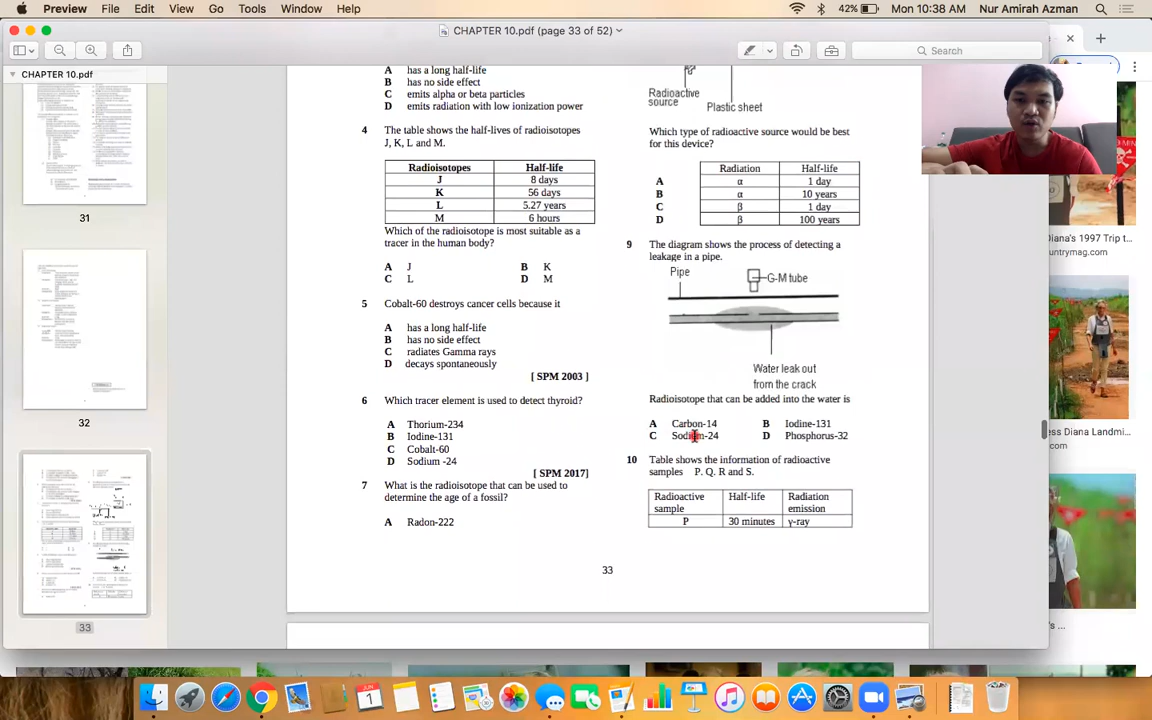 Preview File Edit View Go Tools Window Help
42% Mon 10:38 AM Nur Amirah Azman
CHAPTER 10.pdf (page 33 of 52)
Search
CHAPTER 10.pdf
31
32
33
A has a long half-life
B has no side effect
C emits alpha or beta particles
D emits radiation with low ionization power
4 The table shows the half-lives of radioisotopes
J, K, L and M.
Radioisotopes Half-life
J 8 days
K 56 days
L 5.27 years
M 6 hours
Which of the radioisotope is most suitable as a
tracer in the human body?
A J B K
C L D M
5 Cobalt-60 destroys cancer cells because it
A has a long half-life
B has no side effect
C radiates Gamma rays
D decays spontaneously
[ SPM 2003 ]
6 Which tracer element is used to detect thyroid?
A Thorium-234
B Iodine-131
C Cobalt-60
D Sodium -24
[ SPM 2017]
7 What is the radioisotope that can be used to
determine the age of a fossil?
A Radon-222
Radioactive
source
Plastic sheet
Which type of radioactive source would be best
for this device?
Radiation Half-life
A α 1 day
B α 10 years
C β 1 day
D β 100 years
9 The diagram shows the process of detecting a
leakage in a pipe.
Pipe
G-M tube
Water leak out
from the crack
Radioisotope that can be added into the water is
A Carbon-14 B Iodine-131
C Sodium-24 D Phosphorus-32
10 Table shows the information of radioactive
samples P. Q. R and S.
Radioactive
sample
Half-life
Radiation
emission
P 30 minutes γ-ray
33
Diana's 1997 Trip t...
untrymag.com
ess Diana Landmi...
's ...
JUN
1